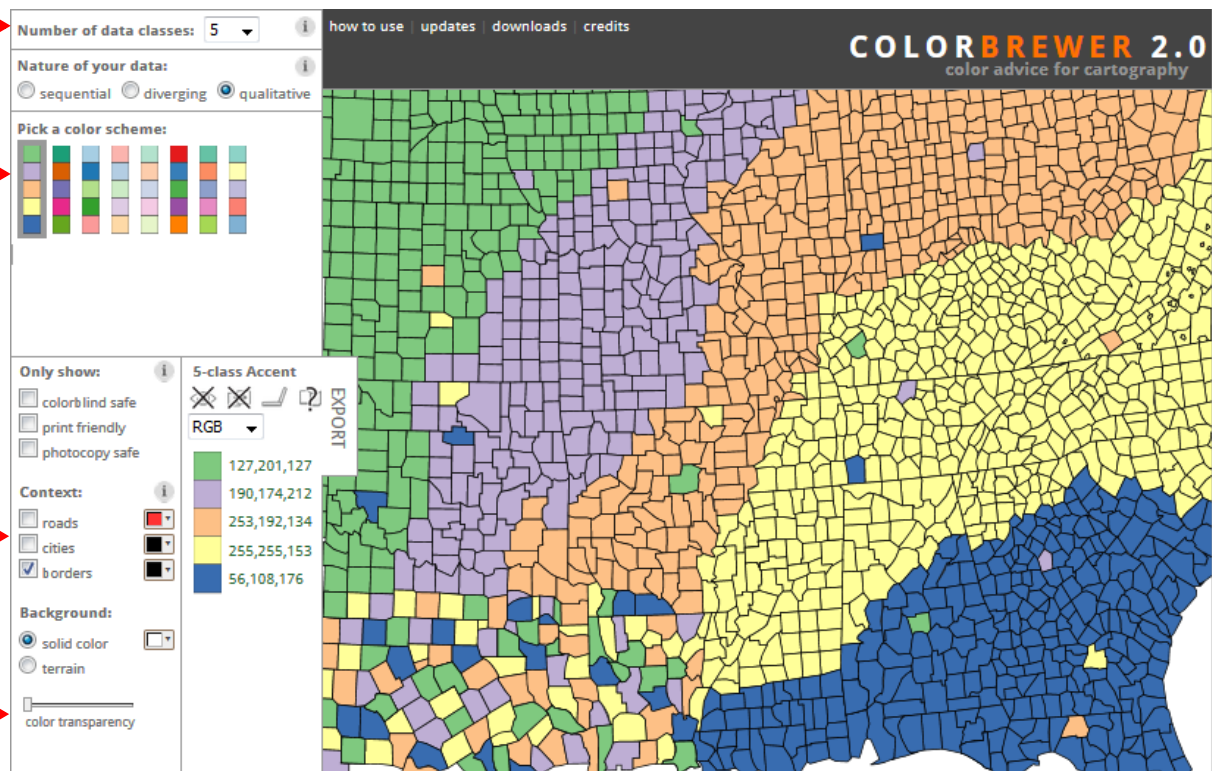 Number of data classes: 5
how to use | updates | downloads | credits
COLORBREWER 2.0
color advice for cartography
Nature of your data:
sequential diverging qualitative
Pick a color scheme:
Only show:
colorblind safe
print friendly
photocopy safe
Context:
roads
cities
borders
Background:
solid color
terrain
color transparency
5-class Accent
RGB
EXPORT
127,201,127
190,174,212
253,192,134
255,255,153
56,108,176